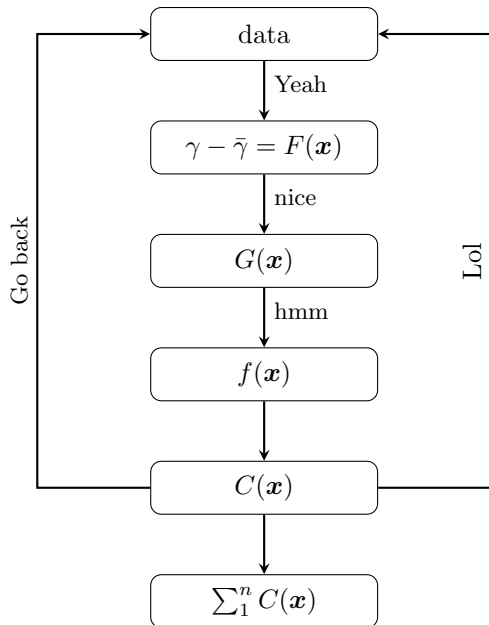 data
Yeah
γ − γ̄ = F(𝒙)
nice
G(𝒙)
hmm
f(𝒙)
C(𝒙)
∑₁ⁿ C(𝒙)
Go back
Lol